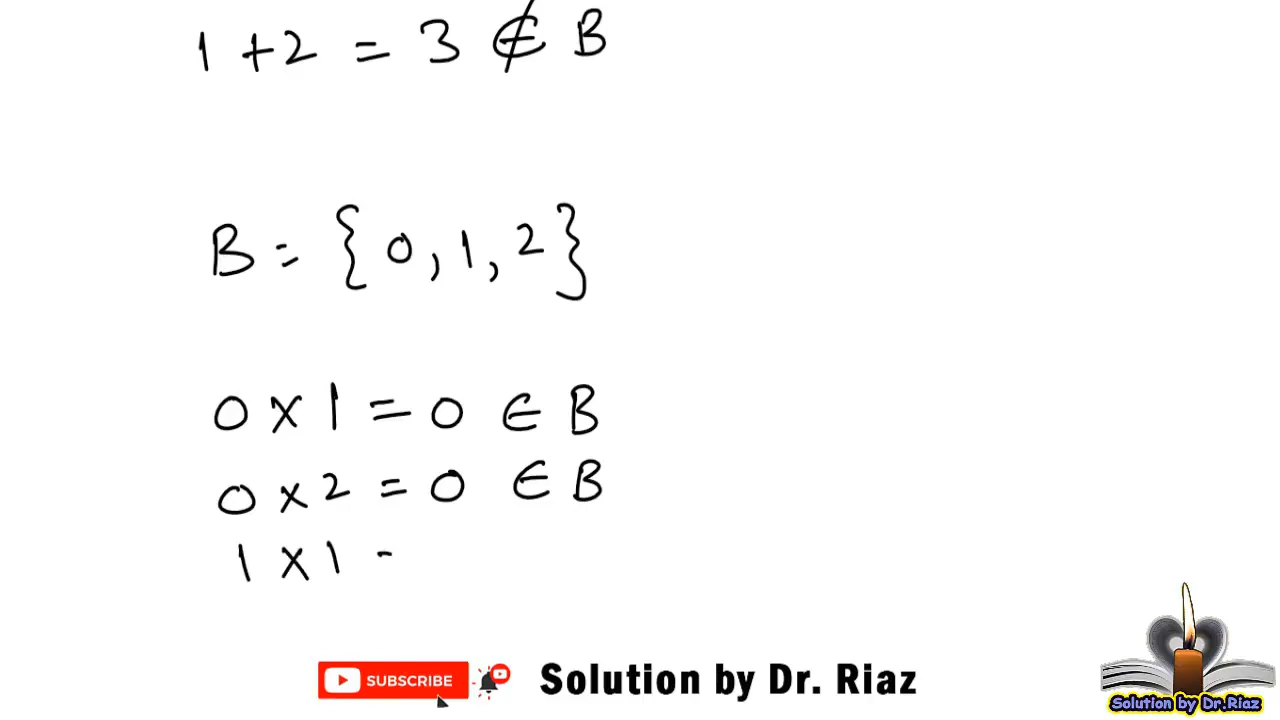 1 + 2 = 3 ∉ B
B = { 0, 1, 2 }
0 × 1 = 0 ∈ B
0 × 2 = 0 ∈ B
1 × 1 -
SUBSCRIBE
Solution by Dr. Riaz
Solution by Dr.Riaz